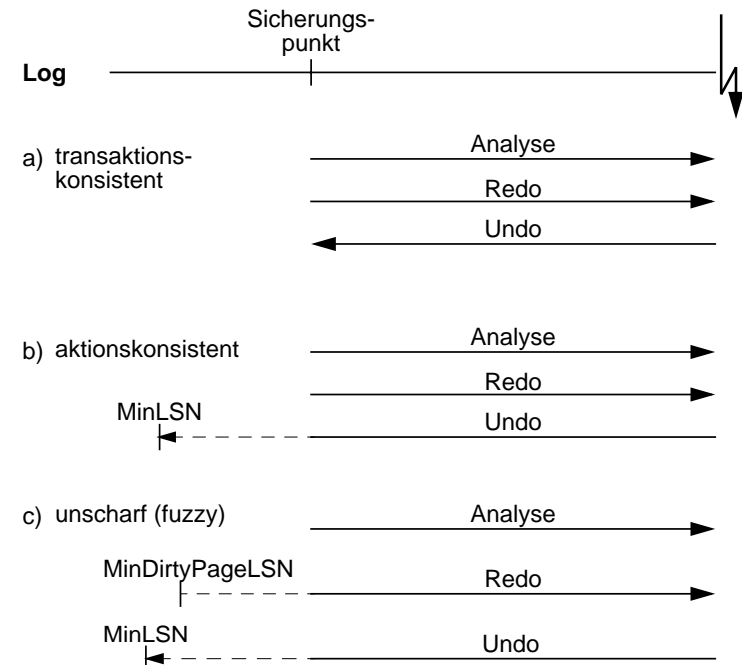 Sicherungs-
punkt
Log
a) transaktions-
konsistent
Analyse
Redo
Undo
b) aktionskonsistent
Analyse
Redo
MinLSN
Undo
c) unscharf (fuzzy)
Analyse
MinDirtyPageLSN
Redo
MinLSN
Undo